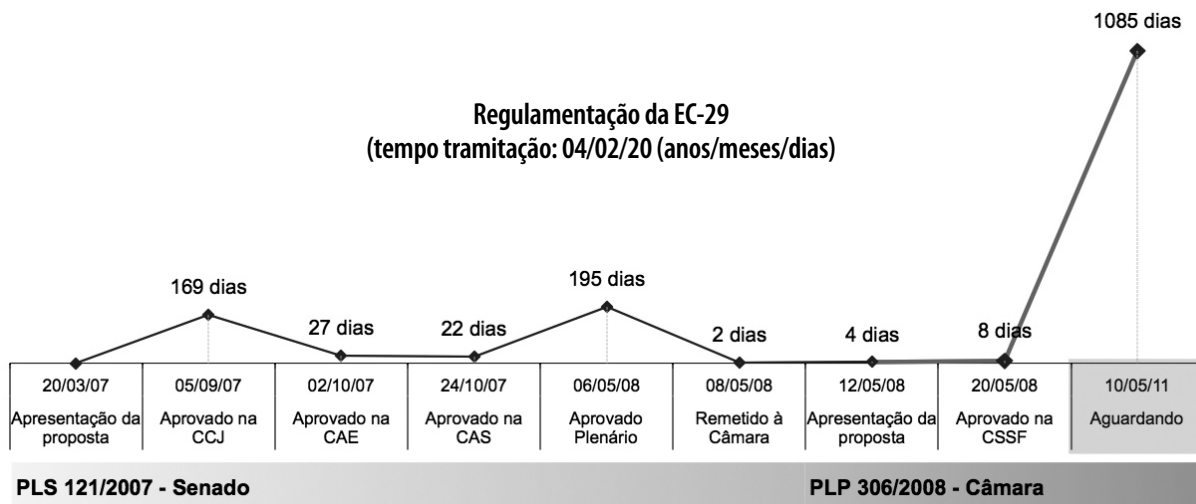 1085 dias
Regulamentação da EC-29
(tempo tramitação: 04/02/20 (anos/meses/dias)
169 dias
27 dias
22 dias
195 dias
2 dias
4 dias
8 dias
20/03/07
Apresentação da
proposta
05/09/07
Aprovado na
CCJ
02/10/07
Aprovado na
CAE
24/10/07
Aprovado na
CAS
06/05/08
Aprovado
Plenário
08/05/08
Remetido à
Câmara
12/05/08
Apresentação da
proposta
20/05/08
Aprovado na
CSSF
10/05/11
Aguardando
PLS 121/2007 - Senado
PLP 306/2008 - Câmara